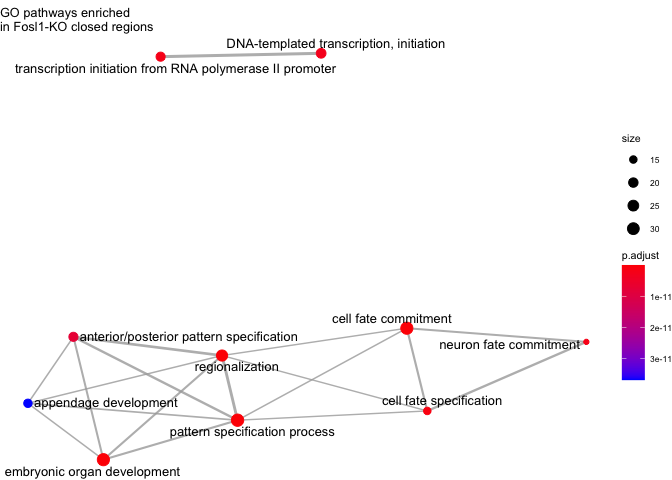 GO pathways enriched
in Fosl1-KO closed regions
DNA-templated transcription, initiation
transcription initiation from RNA polymerase II promoter
size
15
20
25
30
p.adjust
1e-11
2e-11
3e-11
cell fate commitment
anterior/posterior pattern specification
neuron fate commitment
regionalization
appendage development
cell fate specification
pattern specification process
embryonic organ development